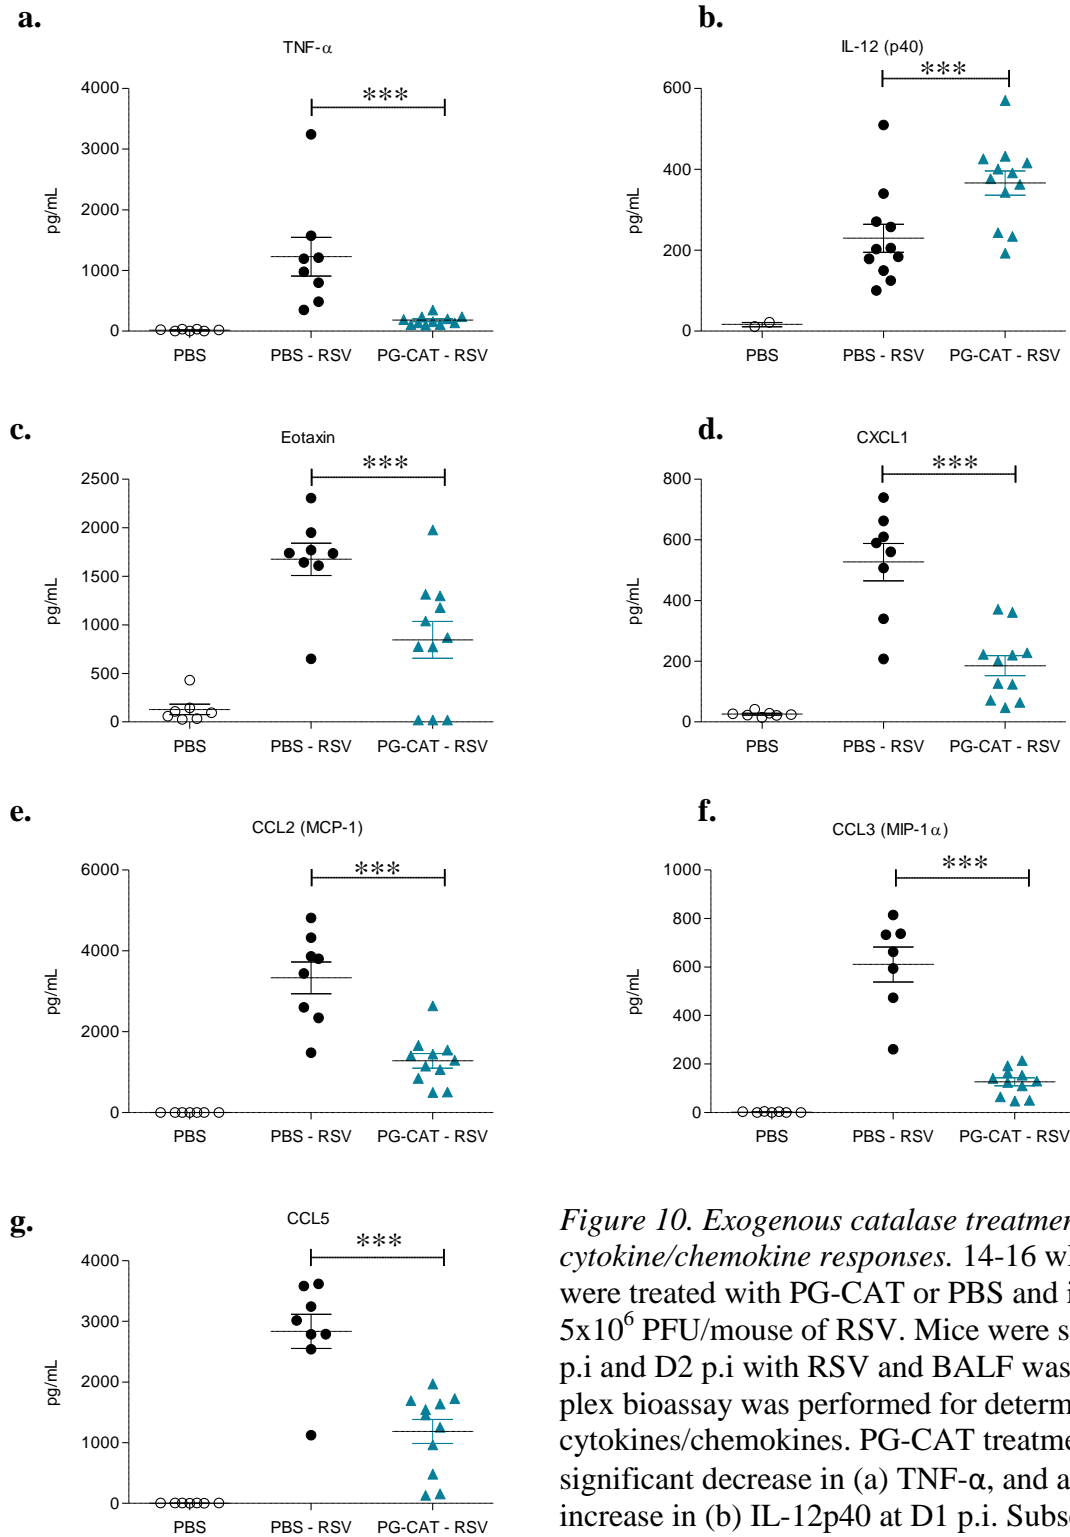 a.
TNF-α
***
4000
3000
2000
1000
0
pg/mL
PBS
PBS - RSV
PG-CAT - RSV
b.
IL-12 (p40)
***
600
400
200
0
pg/mL
PBS
PBS - RSV
PG-CAT - RSV
c.
Eotaxin
***
2500
2000
1500
1000
500
0
pg/mL
PBS
PBS - RSV
PG-CAT - RSV
d.
CXCL1
***
800
600
400
200
0
pg/mL
PBS
PBS - RSV
PG-CAT - RSV
e.
CCL2 (MCP-1)
***
6000
4000
2000
0
pg/mL
PBS
PBS - RSV
PG-CAT - RSV
f.
CCL3 (MIP-1α)
***
1000
800
600
400
200
0
pg/mL
PBS
PBS - RSV
PG-CAT - RSV
g.
CCL5
***
4000
3000
2000
1000
0
pg/mL
PBS
PBS - RSV
PG-CAT - RSV
Figure 10. Exogenous catalase treatmen
cytokine/chemokine responses. 14-16 w
were treated with PG-CAT or PBS and i
5x10⁶ PFU/mouse of RSV. Mice were s
p.i and D2 p.i with RSV and BALF was
plex bioassay was performed for determ
cytokines/chemokines. PG-CAT treatme
significant decrease in (a) TNF-α, and a
increase in (b) IL-12p40 at D1 p.i. Subs